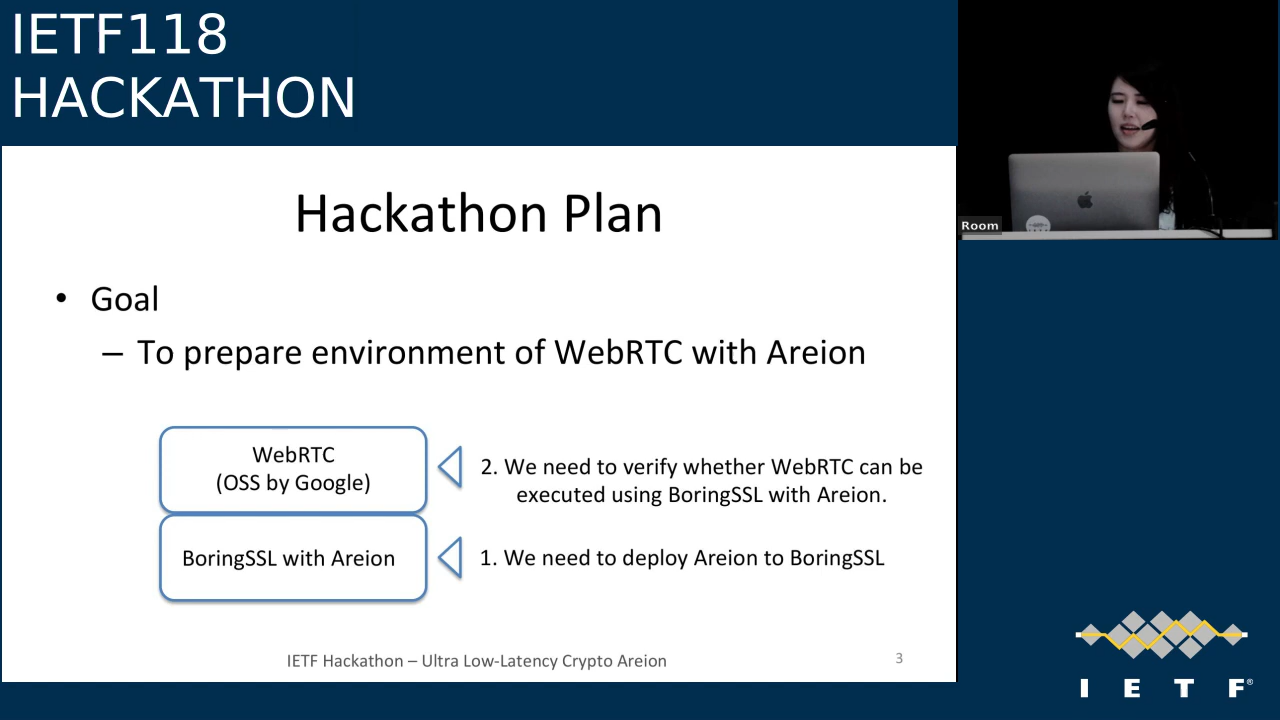 IETF118
HACKATHON
Hackathon Plan
• Goal
– To prepare environment of WebRTC with Areion
WebRTC
(OSS by Google)
2. We need to verify whether WebRTC can be
executed using BoringSSL with Areion.
BoringSSL with Areion
1. We need to deploy Areion to BoringSSL
IETF Hackathon – Ultra Low-Latency Crypto Areion
3
Room
I E T F®